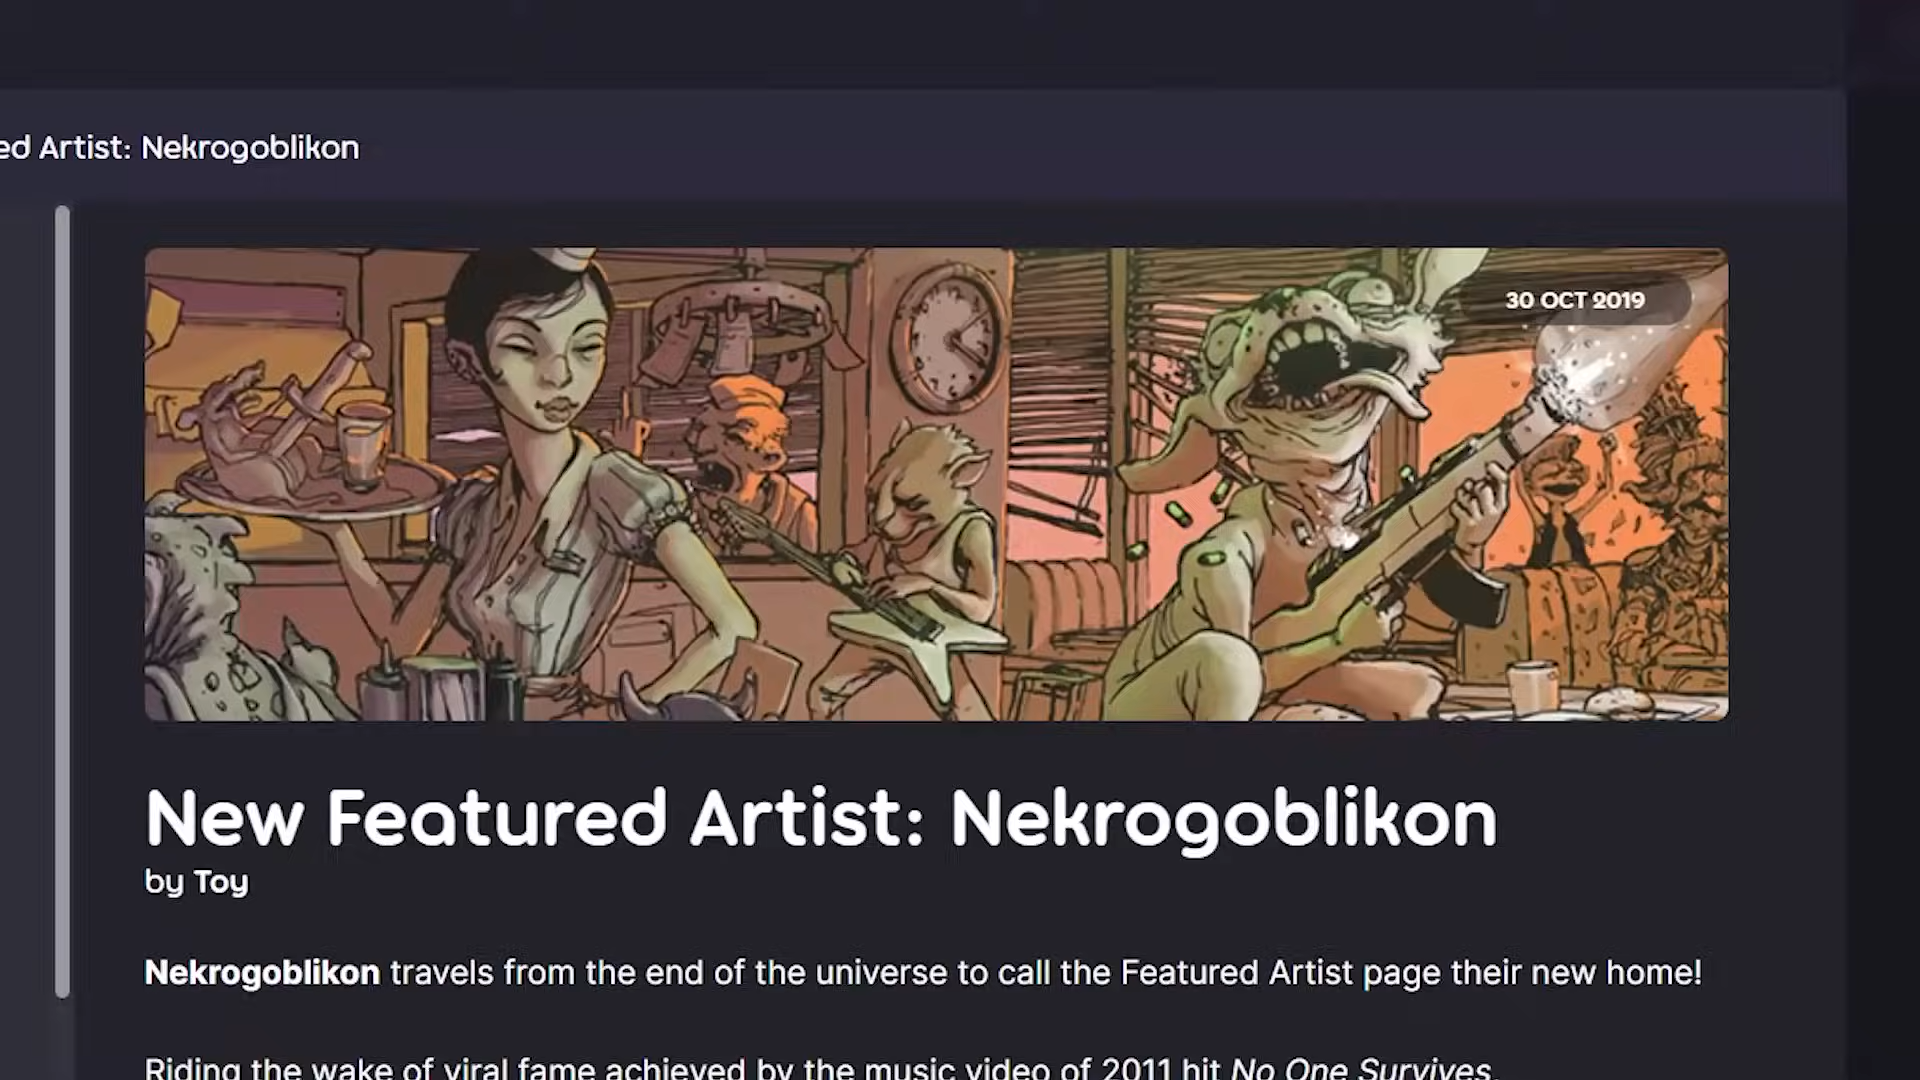 ed Artist: Nekrogoblikon
30 OCT 2019
New Featured Artist: Nekrogoblikon
by Toy
Nekrogoblikon travels from the end of the universe to call the Featured Artist page their new home!
Riding the wake of viral fame achieved by the music video of 2011 hit No One Survives,